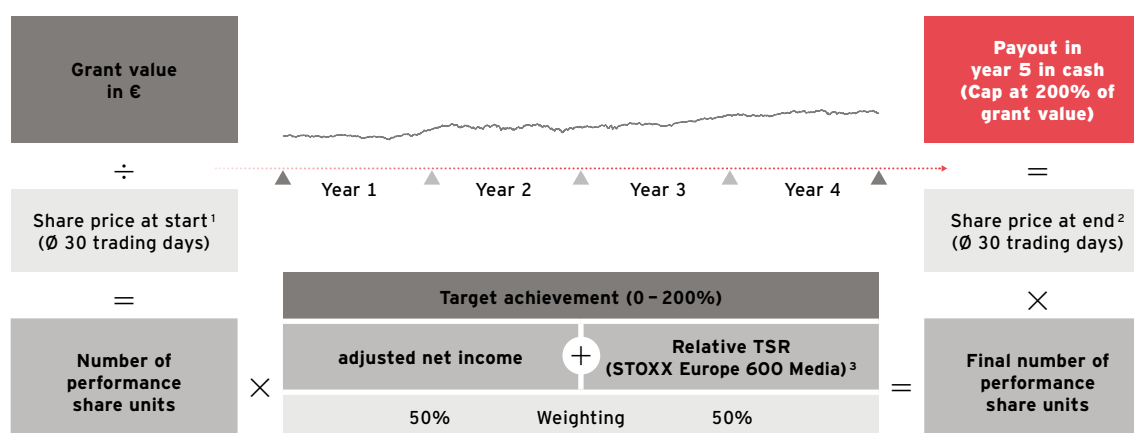 Grant value
in €
÷
Share price at start¹
(Ø 30 trading days)
=
Number of
performance
share units
×
Year 1
Year 2
Year 3
Year 4
Target achievement (0 – 200%)
adjusted net income
+
Relative TSR
(STOXX Europe 600 Media)³
50%
Weighting
50%
=
Payout in
year 5 in cash
(Cap at 200% of
grant value)
=
Share price at end²
(Ø 30 trading days)
×
Final number of
performance
share units